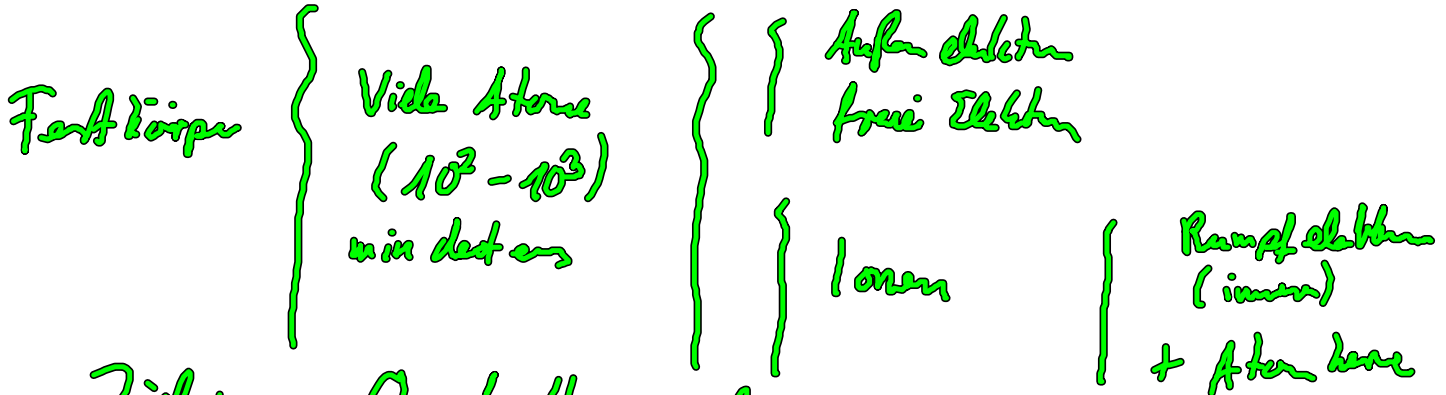 Festkörper
Viele Atome
(10² - 10³)
mindestens
Außenelektronen
freie Elektronen
Ionen
Rumpfelektronen
(innen)
+ Atomkerne